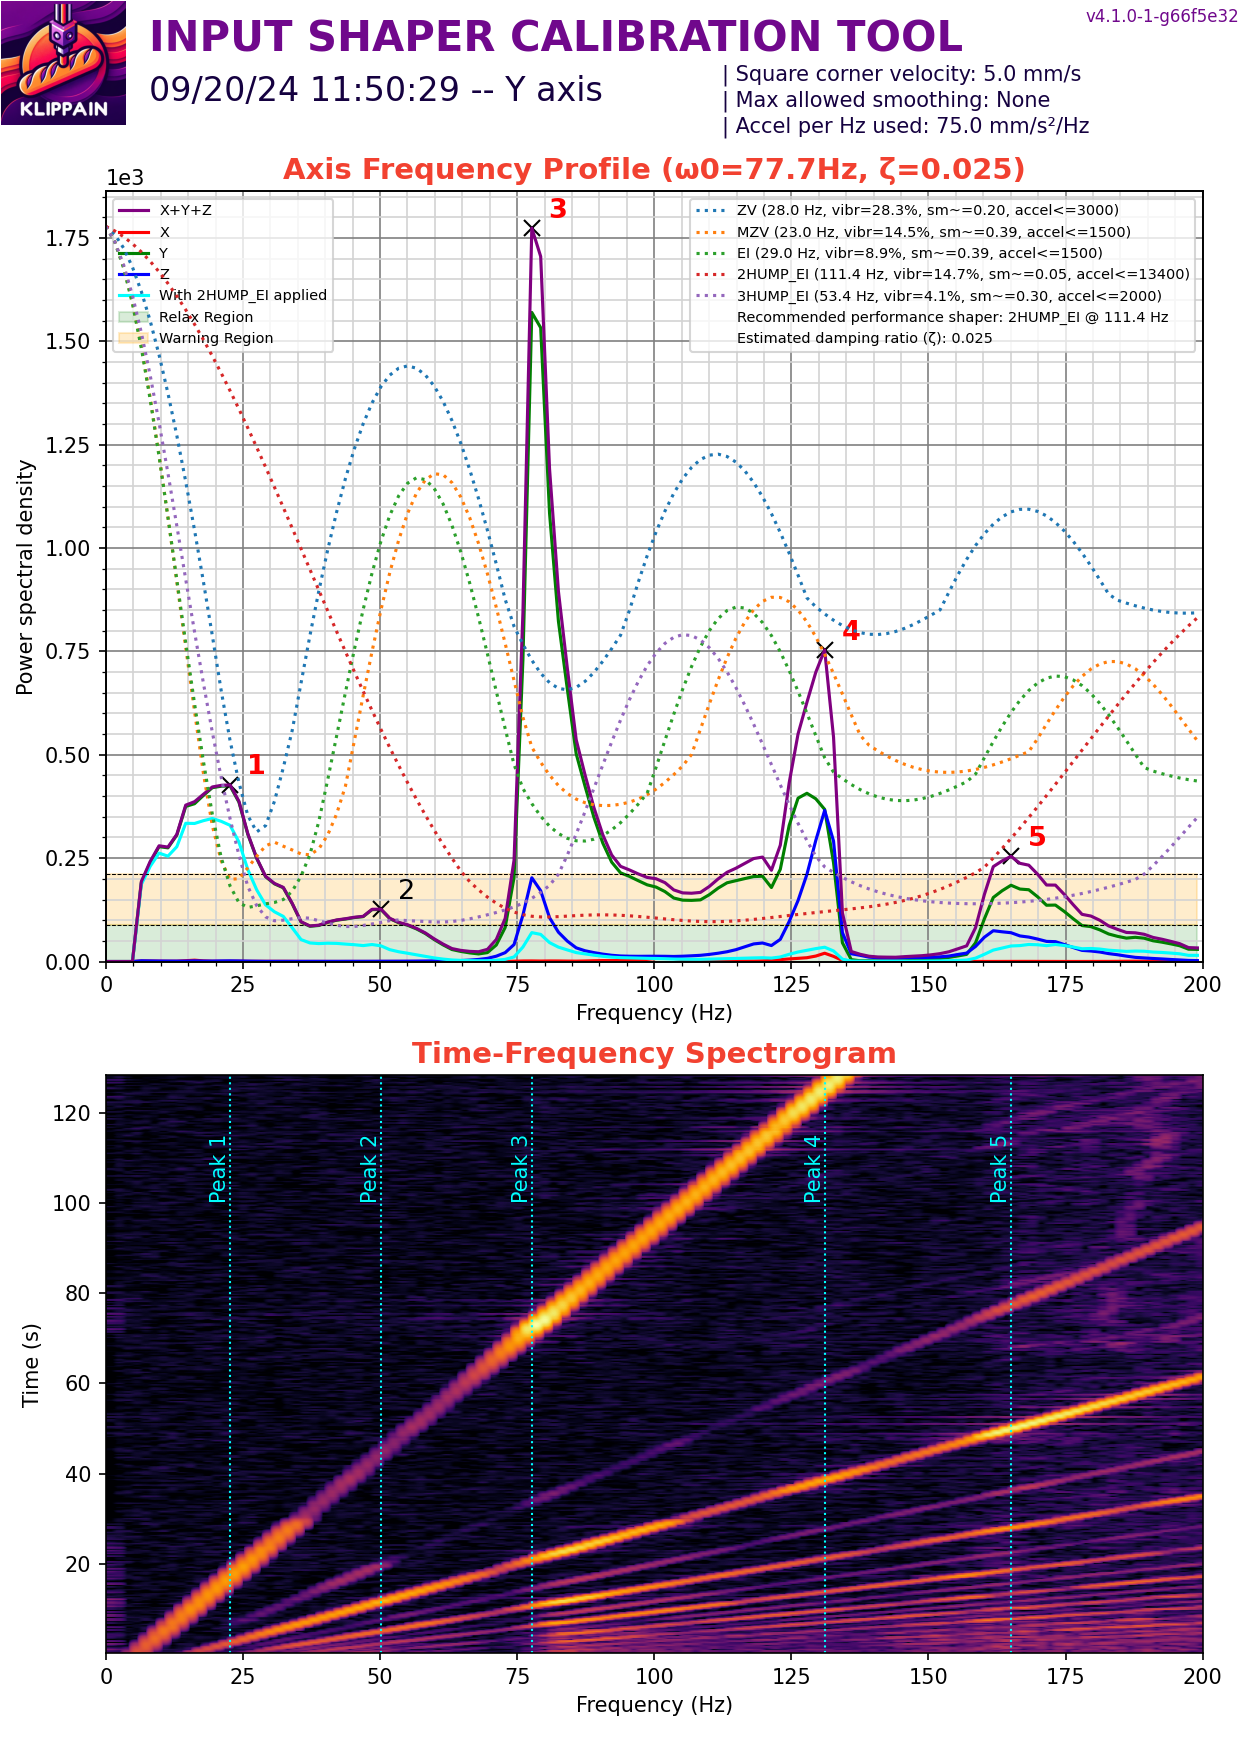 v4.1.0-1-g66f5e32
INPUT SHAPER CALIBRATION TOOL
09/20/24 11:50:29 -- Y axis
| Square corner velocity: 5.0 mm/s
| Max allowed smoothing: None
| Accel per Hz used: 75.0 mm/s²/Hz
KLIPPAIN
Axis Frequency Profile (ω0=77.7Hz, ζ=0.025)
1e3
X+Y+Z
X
Y
Z
With 2HUMP_EI applied
Relax Region
Warning Region
ZV (28.0 Hz, vibr=28.3%, sm~=0.20, accel<=3000)
MZV (23.0 Hz, vibr=14.5%, sm~=0.39, accel<=1500)
EI (29.0 Hz, vibr=8.9%, sm~=0.39, accel<=1500)
2HUMP_EI (111.4 Hz, vibr=14.7%, sm~=0.05, accel<=13400)
3HUMP_EI (53.4 Hz, vibr=4.1%, sm~=0.30, accel<=2000)
Recommended performance shaper: 2HUMP_EI @ 111.4 Hz
Estimated damping ratio (ζ): 0.025
3
4
1
5
2
1.75
1.50
1.25
1.00
0.75
0.50
0.25
0.00
Power spectral density
0 25 50 75 100 125 150 175 200
Frequency (Hz)
Time-Frequency Spectrogram
Peak 1
Peak 2
Peak 3
Peak 4
Peak 5
120
100
80
60
40
20
Time (s)
0 25 50 75 100 125 150 175 200
Frequency (Hz)